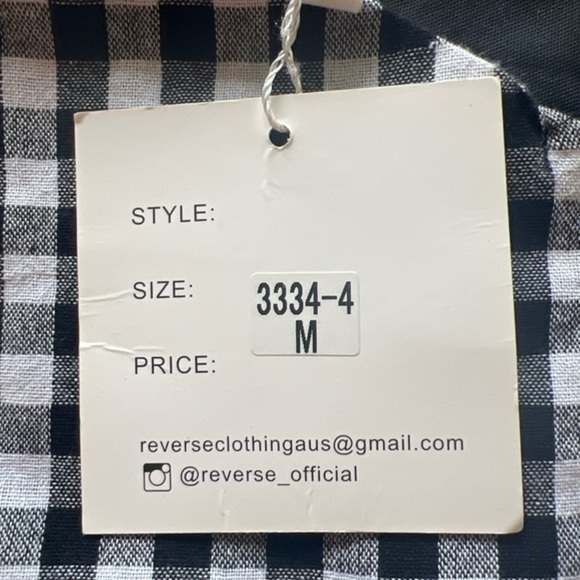 STYLE:
SIZE:
3334-4
M
PRICE:
reverseclothingaus@gmail.com
@reverse_official